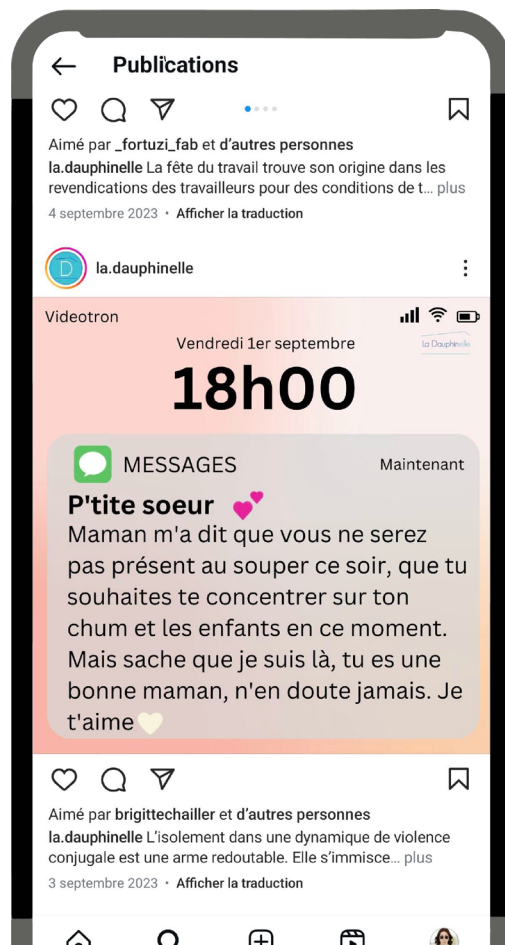 Publications
Aimé par _fortuzi_fab et d'autres personnes
la.dauphinelle La fête du travail trouve son origine dans les
revendications des travailleurs pour des conditions de t... plus
4 septembre 2023 • Afficher la traduction
D la.dauphinelle
Videotron
La Dauphinelle
Vendredi 1er septembre
18h00
MESSAGES Maintenant
P'tite soeur 💕
Maman m'a dit que vous ne serez
pas présent au souper ce soir, que tu
souhaites te concentrer sur ton
chum et les enfants en ce moment.
Mais sache que je suis là, tu es une
bonne maman, n'en doute jamais. Je
t'aime🤍
Aimé par brigittechailler et d'autres personnes
la.dauphinelle L'isolement dans une dynamique de violence
conjugale est une arme redoutable. Elle s'immisce... plus
3 septembre 2023 • Afficher la traduction